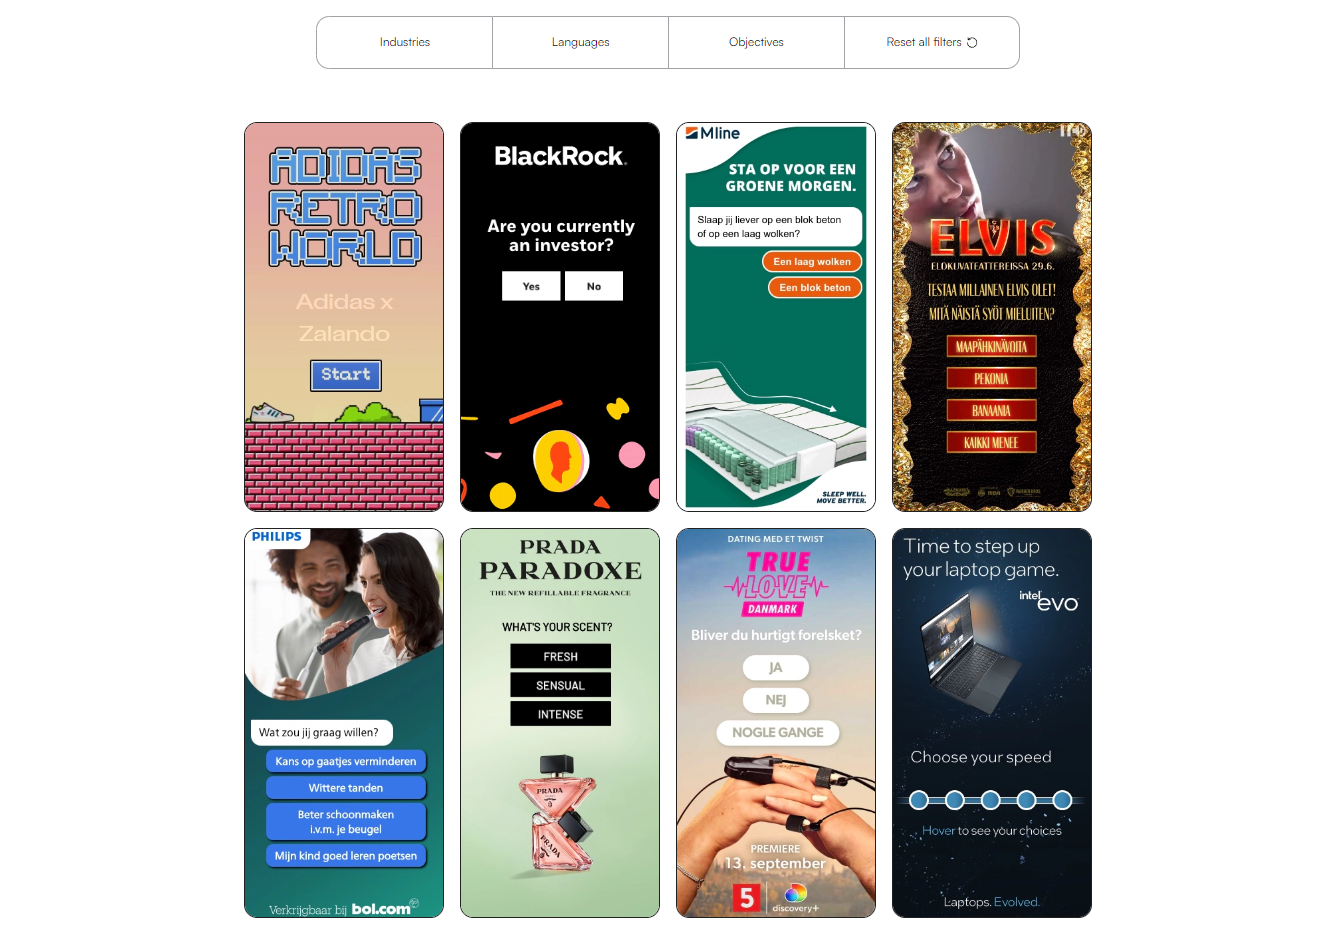 Industries
Languages
Objectives
Reset all filters
ADIDAS
RETRO
WORLD
Adidas x
Zalando
Start
BlackRock.
Are you currently
an investor?
Yes
No
Mline
STA OP VOOR EEN
GROENE MORGEN.
Slaap jij liever op een blok beton
of op een laag wolken?
Een laag wolken
Een blok beton
SLEEP WELL.
MOVE BETTER.
ELVIS
ELOKUVATEATTEREISSA 29.6.
TESTAA MILLAINEN ELVIS OLET!
MITÄ NÄISTÄ SYÖT MIELUITEN?
MAAPÄHKINÄVOITA
PEKONIA
BANAANIA
KAIKKI MENEE
PHILIPS
Wat zou jij graag willen?
Kans op gaatjes verminderen
Wittere tanden
Beter schoonmaken
i.v.m. je beugel
Mijn kind goed leren poetsen
Verkrijgbaar bij bol.com
PRADA
PARADOXE
THE NEW REFILLABLE FRAGRANCE
WHAT'S YOUR SCENT?
FRESH
SENSUAL
INTENSE
PRADA
PRADA
DATING MED ET TWIST
TRUE
LOVE
DANMARK
Bliver du hurtigt forelsket?
JA
NEJ
NOGLE GANGE
PREMIERE
13. september
5
discovery+
Time to step up
your laptop game.
intel evo
Choose your speed
Hover to see your choices
Laptops. Evolved.